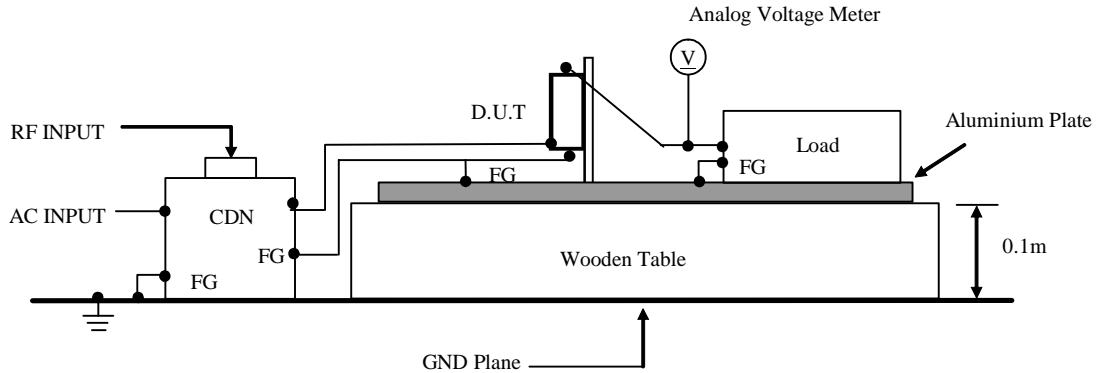 Analog Voltage Meter
V
D.U.T
RF INPUT
Load
Aluminium Plate
FG
FG
AC INPUT
CDN
FG
Wooden Table
0.1m
FG
GND Plane